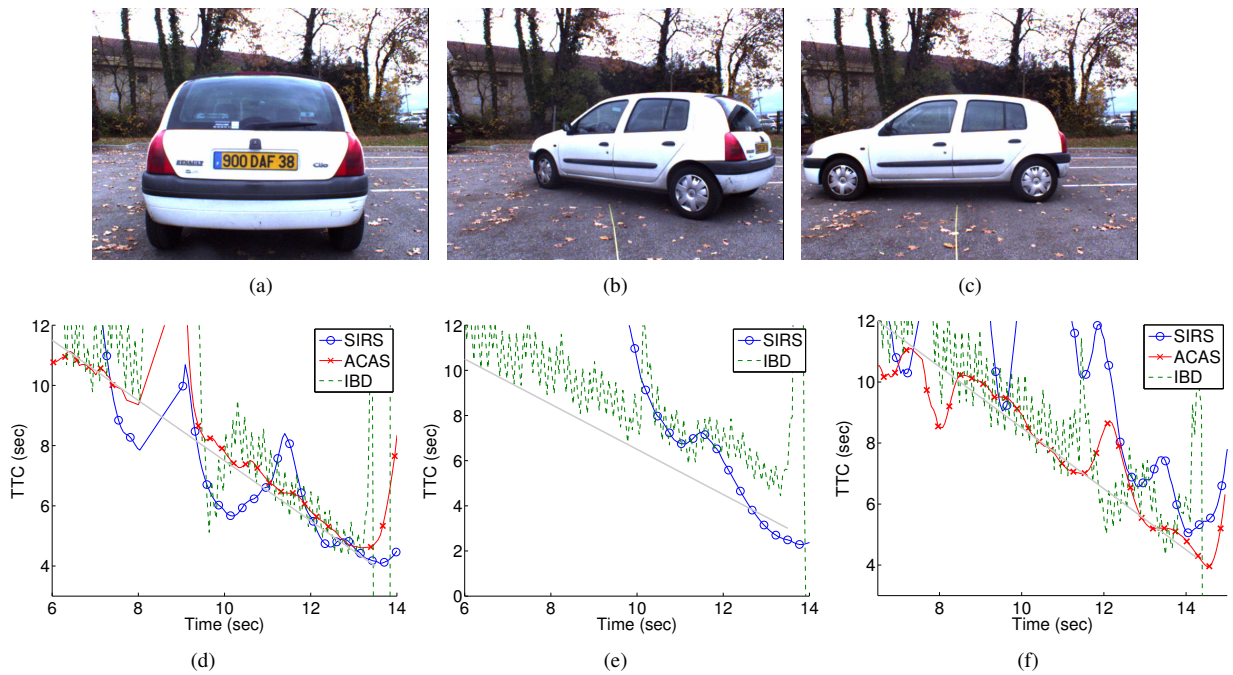 RENAULT
900 DAF 38
Clio
(a)
(b)
(c)
12
10
8
6
4
TTC (sec)
6
8
10
12
14
Time (sec)
SIRS
ACAS
IBD
(d)
12
10
8
6
4
2
0
TTC (sec)
6
8
10
12
14
Time (sec)
SIRS
IBD
(e)
12
10
8
6
4
TTC (sec)
8
10
12
14
Time (sec)
SIRS
ACAS
IBD
(f)